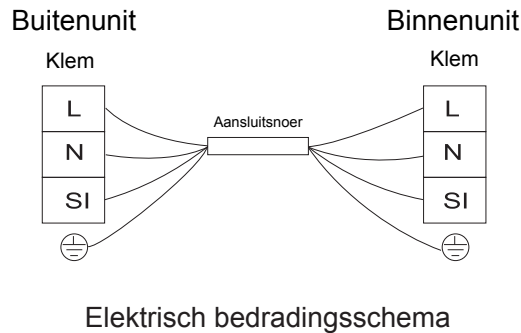 Buitenunit
Binnenunit
Klem
Klem
Aansluitsnoer
L
L
N
N
SI
SI
Elektrisch bedradingsschema